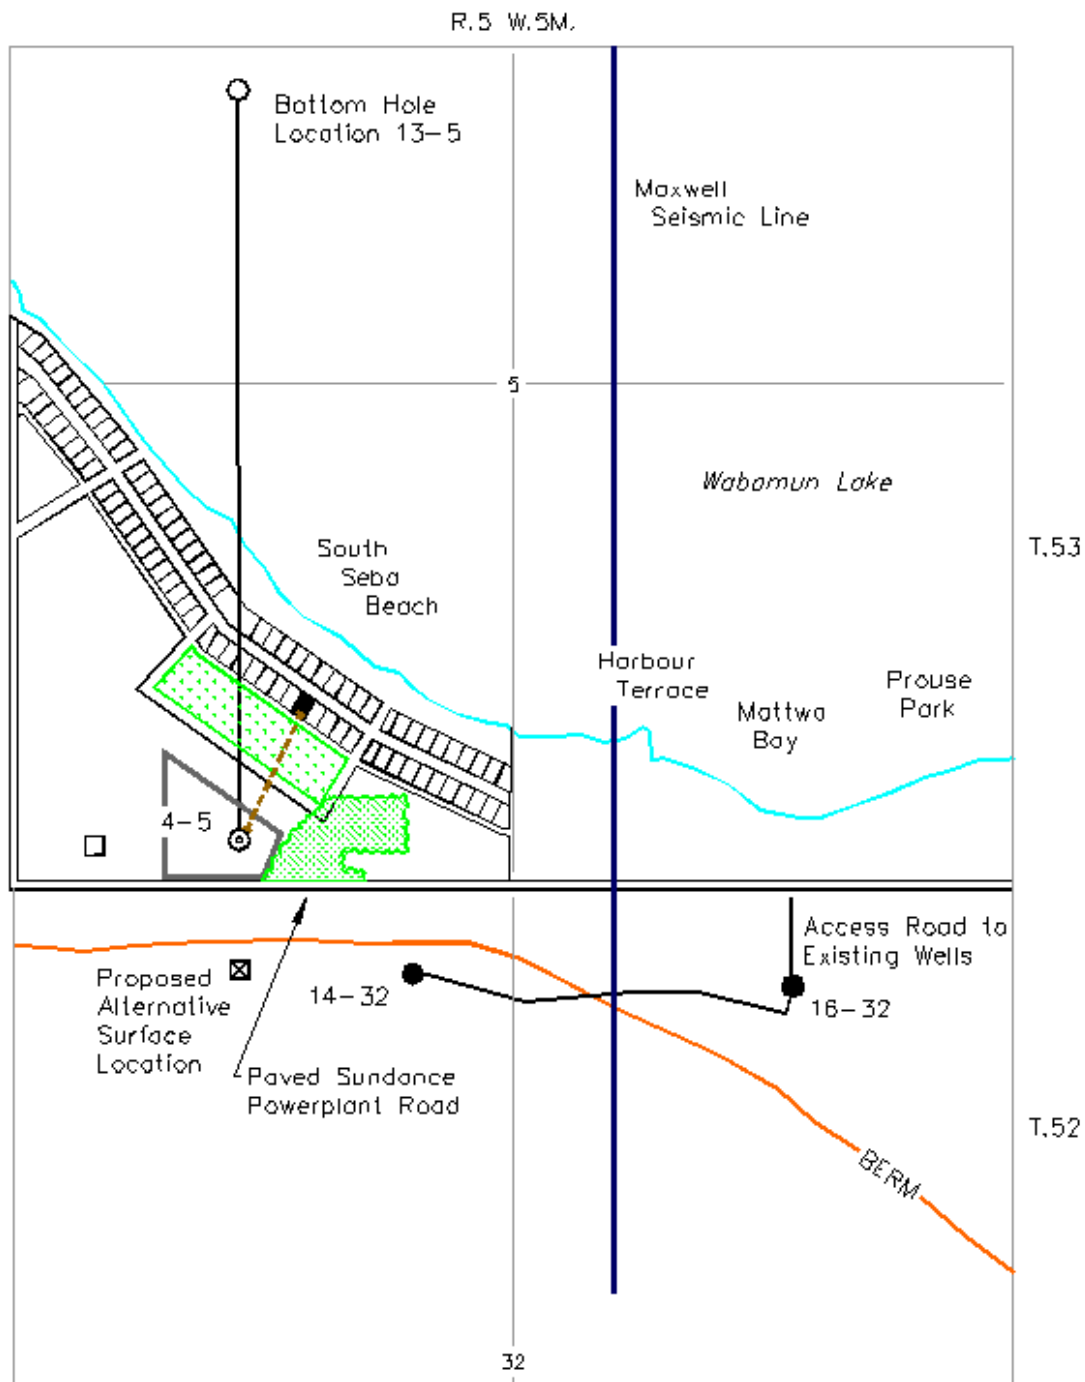 R.5 W.5M.
Bottom Hole
Location 13-5
Maxwell
Seismic Line
5
Wabamun Lake
T.53
South
Seba
Beach
Harbour
Terrace
Mattwa
Bay
Prouse
Park
4-5
Access Road to
Existing Wells
Proposed
Alternative
Surface
Location
14-32
16-32
Paved Sundance
Powerplant Road
T.52
BERM
32